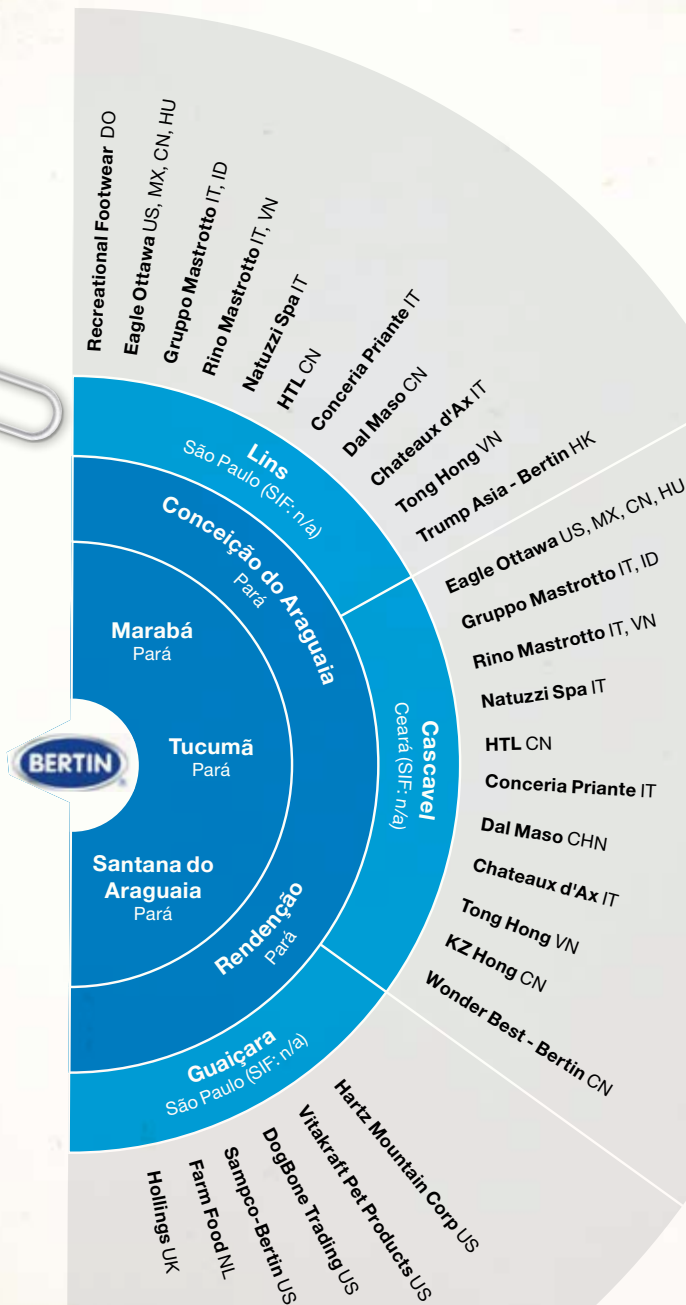 Recreational Footwear DO
Eagle Ottawa US, MX, CN, HU
Gruppo Mastrotto IT, ID
Rino Mastrotto IT, VN
Natuzzi Spa IT
HTL CN
Conceria Priante IT
Dal Maso CN
Chateaux d'Ax IT
Tong Hong VN
Trump Asia - Bertin HK
Lins
São Paulo (SIF: n/a)
Conceição do Araguaia
Pará
Marabá
Pará
Eagle Ottawa US, MX, CN, HU
Gruppo Mastrotto IT, ID
Rino Mastrotto IT, VN
Natuzzi Spa IT
HTL CN
Conceria Priante IT
Dal Maso CHN
Chateaux d'Ax IT
Tong Hong VN
KZ Hong CN
Wonder Best - Bertin CN
Cascavel
Ceará (SIF: n/a)
Tucumã
Pará
BERTIN
Santana do
Araguaia
Pará
Rendenção
Pará
Guaiçara
São Paulo (SIF: n/a)
Hartz Mountain Corp US
Vitakraft Pet Products US
DogBone Trading US
Sampco-Bertin US
Farm Food NL
Hollings UK